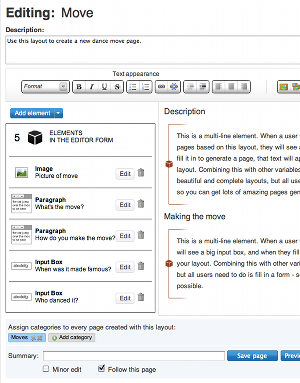 Editing: Move
Description:
Use this layout to create a new dance move page.
Text appearance
Format
B I U S
Add element
5 ELEMENTS
IN THE EDITOR FORM
Image
Picture of move
Edit
Paragraph
What's the move?
Edit
Paragraph
How do you make the move?
Edit
Input Box
When was it made famous?
Edit
Input Box
Who danced it?
Edit
Description
This is a multi-line element. When a user
pages based on this layout, they will see a
fill it in to generate a page, that text will ap
layout. Combining this with other variables
beautiful and complete layouts, but all use
so you can get lots of amazing pages gen
Making the move
This is a multi-line element. When a user
will see a big input box, and when they fill
your layout. Combining this with other vari
but all users need to do is fill in a form - s
possible.
Assign categories to every page created with this layout:
Moves
Add category
Summary:
Save page
Previ
Minor edit
Follow this page